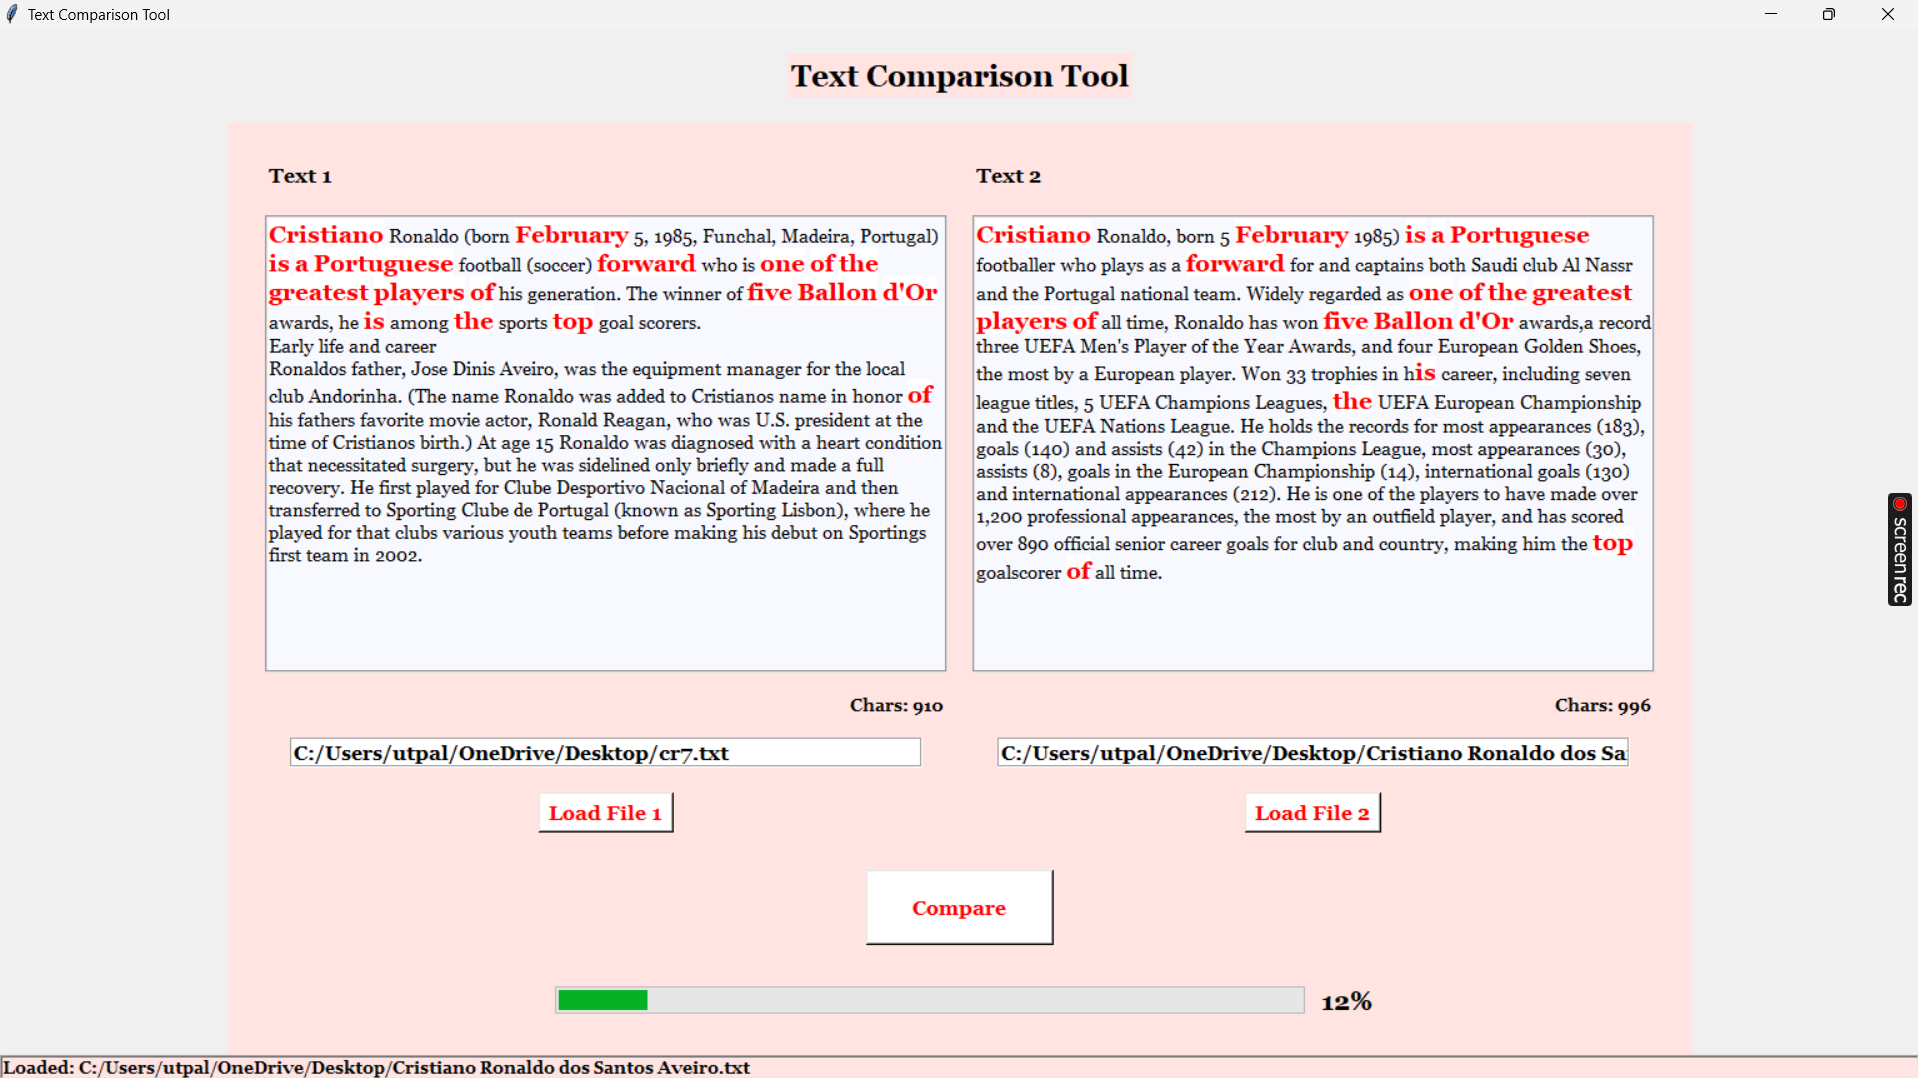 Text Comparison Tool
Text Comparison Tool
Text 1
Cristiano Ronaldo (born February 5, 1985, Funchal, Madeira, Portugal)
is a Portuguese football (soccer) forward who is one of the
greatest players of his generation. The winner of five Ballon d'Or
awards, he is among the sports top goal scorers.
Early life and career
Ronaldos father, Jose Dinis Aveiro, was the equipment manager for the local
club Andorinha. (The name Ronaldo was added to Cristianos name in honor of
his fathers favorite movie actor, Ronald Reagan, who was U.S. president at the
time of Cristianos birth.) At age 15 Ronaldo was diagnosed with a heart condition
that necessitated surgery, but he was sidelined only briefly and made a full
recovery. He first played for Clube Desportivo Nacional of Madeira and then
transferred to Sporting Clube de Portugal (known as Sporting Lisbon), where he
played for that clubs various youth teams before making his debut on Sportings
first team in 2002.
Chars: 910
C:/Users/utpal/OneDrive/Desktop/cr7.txt
Load File 1
Text 2
Cristiano Ronaldo, born 5 February 1985) is a Portuguese
footballer who plays as a forward for and captains both Saudi club Al Nassr
and the Portugal national team. Widely regarded as one of the greatest
players of all time, Ronaldo has won five Ballon d'Or awards,a record
three UEFA Men's Player of the Year Awards, and four European Golden Shoes,
the most by a European player. Won 33 trophies in his career, including seven
league titles, 5 UEFA Champions Leagues, the UEFA European Championship
and the UEFA Nations League. He holds the records for most appearances (183),
goals (140) and assists (42) in the Champions League, most appearances (30),
assists (8), goals in the European Championship (14), international goals (130)
and international appearances (212). He is one of the players to have made over
1,200 professional appearances, the most by an outfield player, and has scored
over 890 official senior career goals for club and country, making him the top
goalscorer of all time.
Chars: 996
C:/Users/utpal/OneDrive/Desktop/Cristiano Ronaldo dos Sa
Load File 2
Compare
12%
screenrec
Loaded: C:/Users/utpal/OneDrive/Desktop/Cristiano Ronaldo dos Santos Aveiro.txt